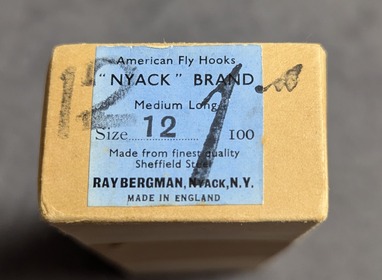 American Fly Hooks
"NYACK" BRAND
Medium Long
Size 12 100
Made from finest quality
Sheffield Steel
RAY BERGMAN, NYACK, N.Y.
MADE IN ENGLAND
12